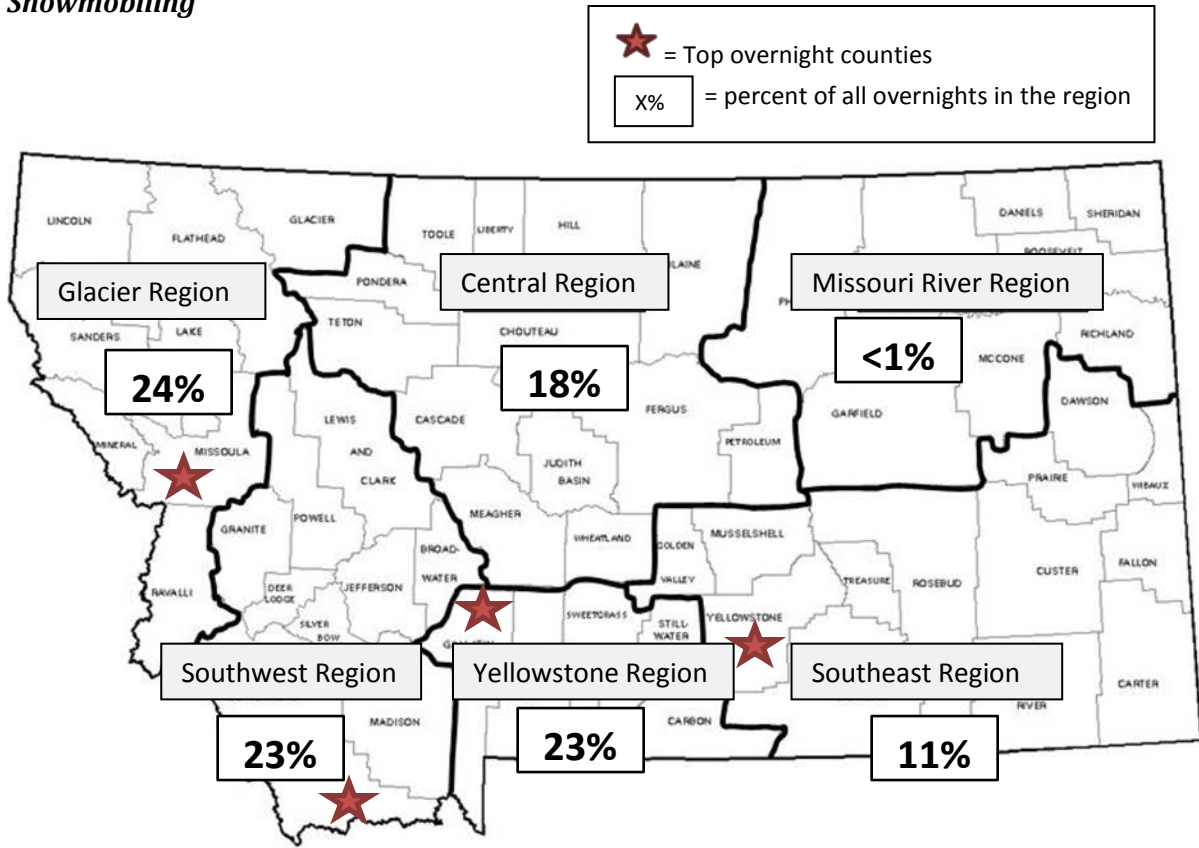 Snowmobiling
= Top overnight counties
X% = percent of all overnights in the region
LINCOLN
FLATHEAD
GLACIER
TOOLE
LIBERTY
HILL
DANIELS
SHERIDAN
PONDERA
Glacier Region
Central Region
Missouri River Region
SANDERS
LAKE
TETON
CHOUTEAU
RICHLAND
24%
18%
<1%
MCCONE
DAWSON
LEWIS
AND
CLARK
CASCADE
FERGUS
GARFIELD
PETROLEUM
MINERAL
MISSOULA
JUDITH
BASIN
PRAIRIE
WIBAUX
GRANITE
POWELL
MEAGHER
WHEATLAND
GOLDEN
VALLEY
MUSSELSHELL
BROAD-
WATER
TREASURE
ROSEBUD
CUSTER
FALLON
RAVALLI
DEER
LODGE
JEFFERSON
SILVER
BOW
SWEETGRASS
STILL-
WATER
YELLOWSTONE
Southwest Region
Yellowstone Region
Southeast Region
CARTER
MADISON
CARBON
RIVER
23%
23%
11%